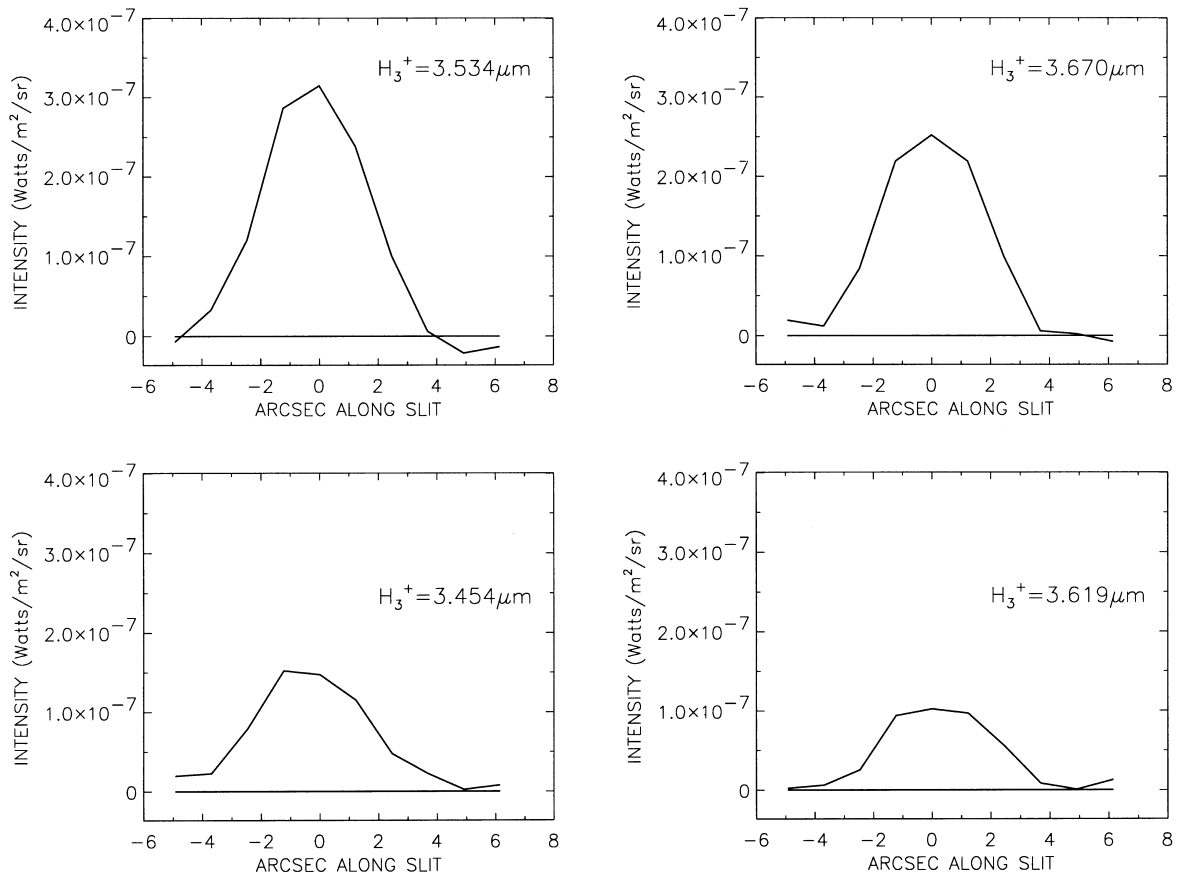 4.0×10⁻⁷
3.0×10⁻⁷
2.0×10⁻⁷
1.0×10⁻⁷
0
INTENSITY (Watts/m²/sr)
H₃⁺=3.534μm
-6 -4 -2 0 2 4 6 8
ARCSEC ALONG SLIT
4.0×10⁻⁷
3.0×10⁻⁷
2.0×10⁻⁷
1.0×10⁻⁷
0
INTENSITY (Watts/m²/sr)
H₃⁺=3.670μm
-6 -4 -2 0 2 4 6 8
ARCSEC ALONG SLIT
4.0×10⁻⁷
3.0×10⁻⁷
2.0×10⁻⁷
1.0×10⁻⁷
0
INTENSITY (Watts/m²/sr)
H₃⁺=3.454μm
-6 -4 -2 0 2 4 6 8
ARCSEC ALONG SLIT
4.0×10⁻⁷
3.0×10⁻⁷
2.0×10⁻⁷
1.0×10⁻⁷
0
INTENSITY (Watts/m²/sr)
H₃⁺=3.619μm
-6 -4 -2 0 2 4 6 8
ARCSEC ALONG SLIT